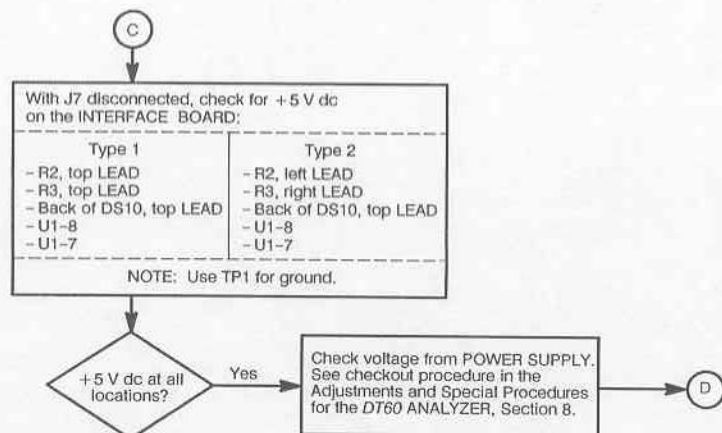 C
With J7 disconnected, check for +5 V dc
on the INTERFACE BOARD:
Type 1
– R2, top LEAD
– R3, top LEAD
– Back of DS10, top LEAD
– U1–8
– U1–7
Type 2
– R2, left LEAD
– R3, right LEAD
– Back of DS10, top LEAD
– U1–8
– U1–7
NOTE: Use TP1 for ground.
+5 V dc at all
locations?
Yes
Check voltage from POWER SUPPLY.
See checkout procedure in the
Adjustments and Special Procedures
for the DT60 ANALYZER, Section 8.
D